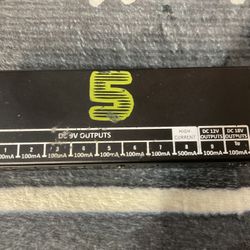 5
DC 9V OUTPUTS
HIGH
CURRENT
DC 12V
OUTPUTS
DC 18V
OUTPUTS
1 2 3 4 5 6 7 8 9 10
100mA 100mA 100mA 100mA 100mA 100mA 100mA 500mA 100mA 100mA